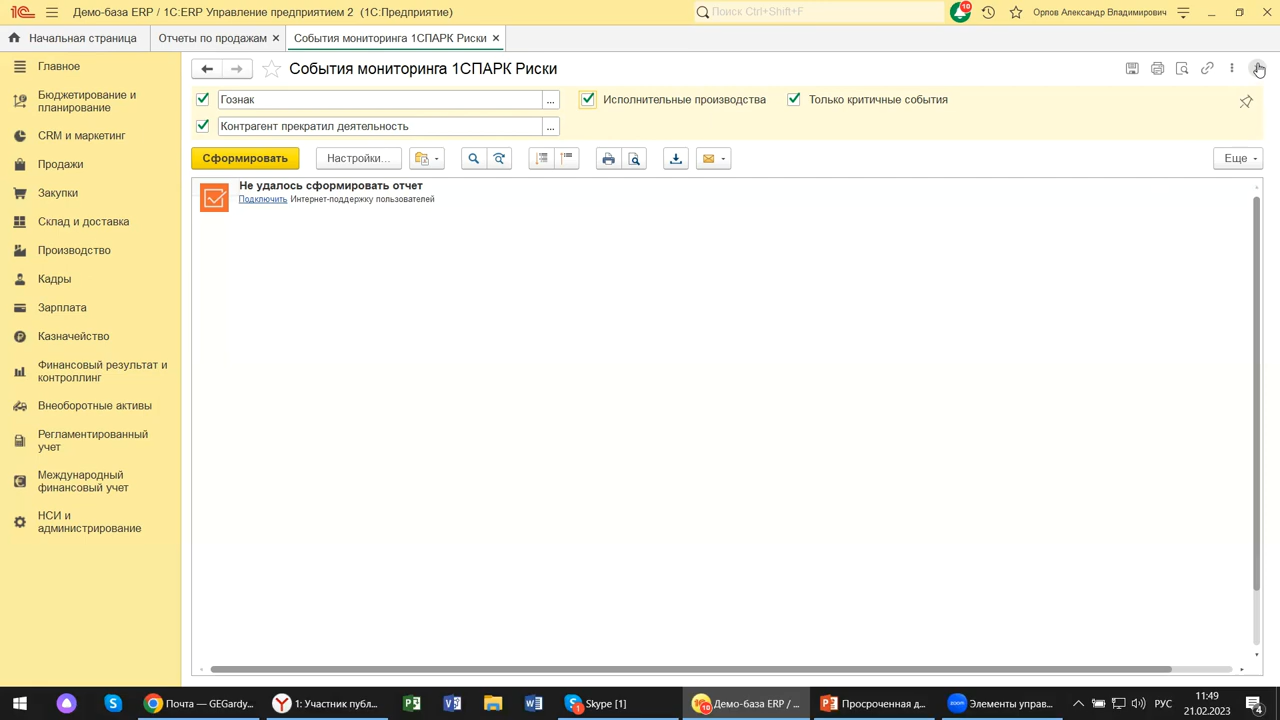 Демо-база ERP / 1С:ERP Управление предприятием 2 (1С:Предприятие)
Поиск Ctrl+Shift+F
10
Орлов Александр Владимирович
Начальная страница
Отчеты по продажам
События мониторинга 1СПАРК Риски
Главное
Бюджетирование и
планирование
CRM и маркетинг
Продажи
Закупки
Склад и доставка
Производство
Кадры
Зарплата
Казначейство
Финансовый результат и
контроллинг
Внеоборотные активы
Регламентированный
учет
Международный
финансовый учет
НСИ и
администрирование
События мониторинга 1СПАРК Риски
Гознак
...
Исполнительные производства
Только критичные события
Контрагент прекратил деятельность
...
Сформировать
Настройки...
Еще
Не удалось сформировать отчет
Подключить Интернет-поддержку пользователей
Почта — GEGardy...
1: Участник публ...
Skype [1]
10
Демо-база ERP / ...
Просроченная д...
Элементы управ...
РУС
11:49
21.02.2023
4